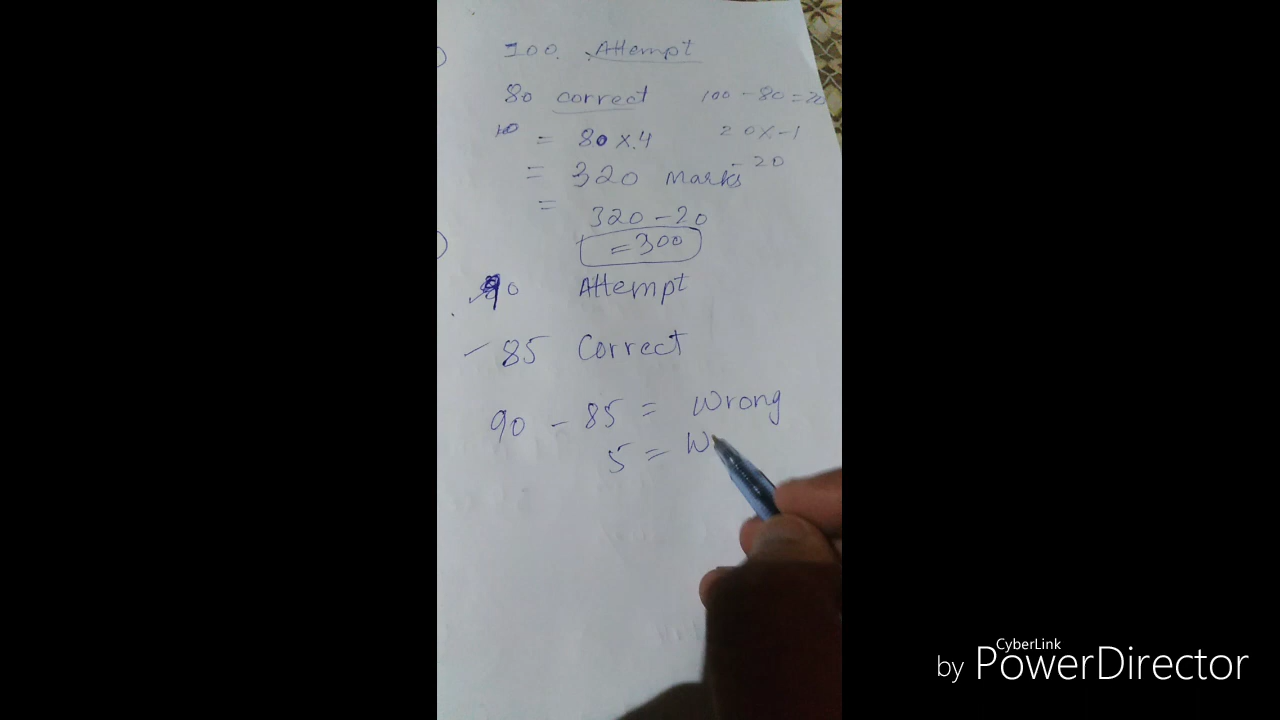 100 Attempt
80 correct 100 - 80 = 20
10 = 80 x 4 20 x -1
= 320 marks - 20
= 320 - 20
= 300
90 Attempt
- 85 Correct
90 - 85 = Wrong
5 = W
CyberLink
by PowerDirector